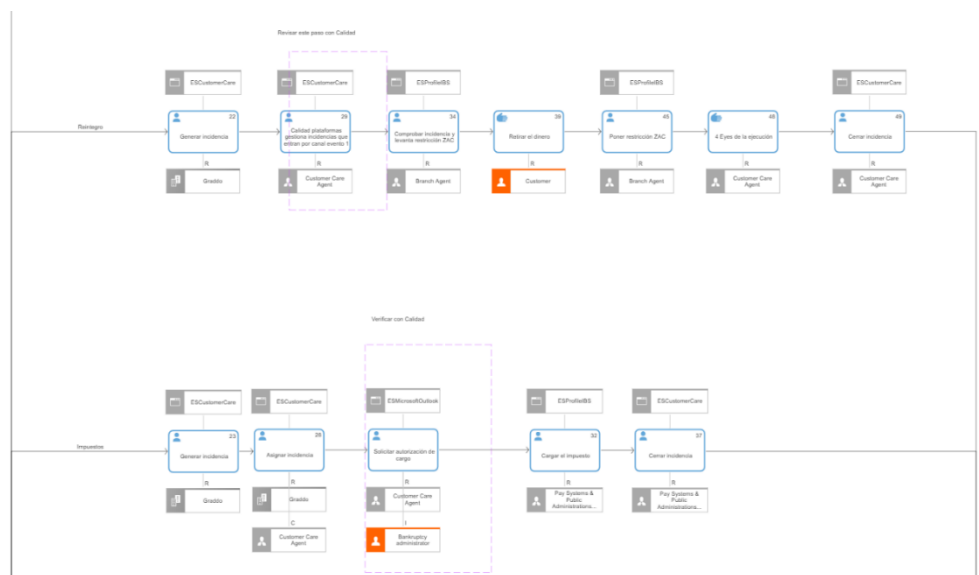 Revisar este paso con Calidad
ESCustomerCare
ESCustomerCare
ESProfileIBS
ESProfileIBS
ESCustomerCare
Reintegro
22
Generar incidencia
29
Calidad plataformas
gestiona incidencias que
entran por canal evento 1
34
Comprobar incidencia y
levanta restricción ZAC
39
Retirar el dinero
45
Poner restricción ZAC
48
4 Eyes de la ejecución
49
Cerrar incidencia
R
R
R
R
R
R
R
Graddo
Customer Care
Agent
Branch Agent
Customer
Branch Agent
Customer Care
Agent
Customer Care
Agent
Verificar con Calidad
ESCustomerCare
ESCustomerCare
ESMicrosoftOutlook
ESProfileIBS
ESCustomerCare
Impuestos
23
Generar incidencia
28
Asignar incidencia
Solicitar autorización de
cargo
32
Cargar el impuesto
37
Cerrar incidencia
R
R
R
R
R
Graddo
Graddo
Customer Care
Agent
Pay Systems &
Public
Administrations...
Pay Systems &
Public
Administrations...
C
I
Customer Care
Agent
Bankruptcy
administrator